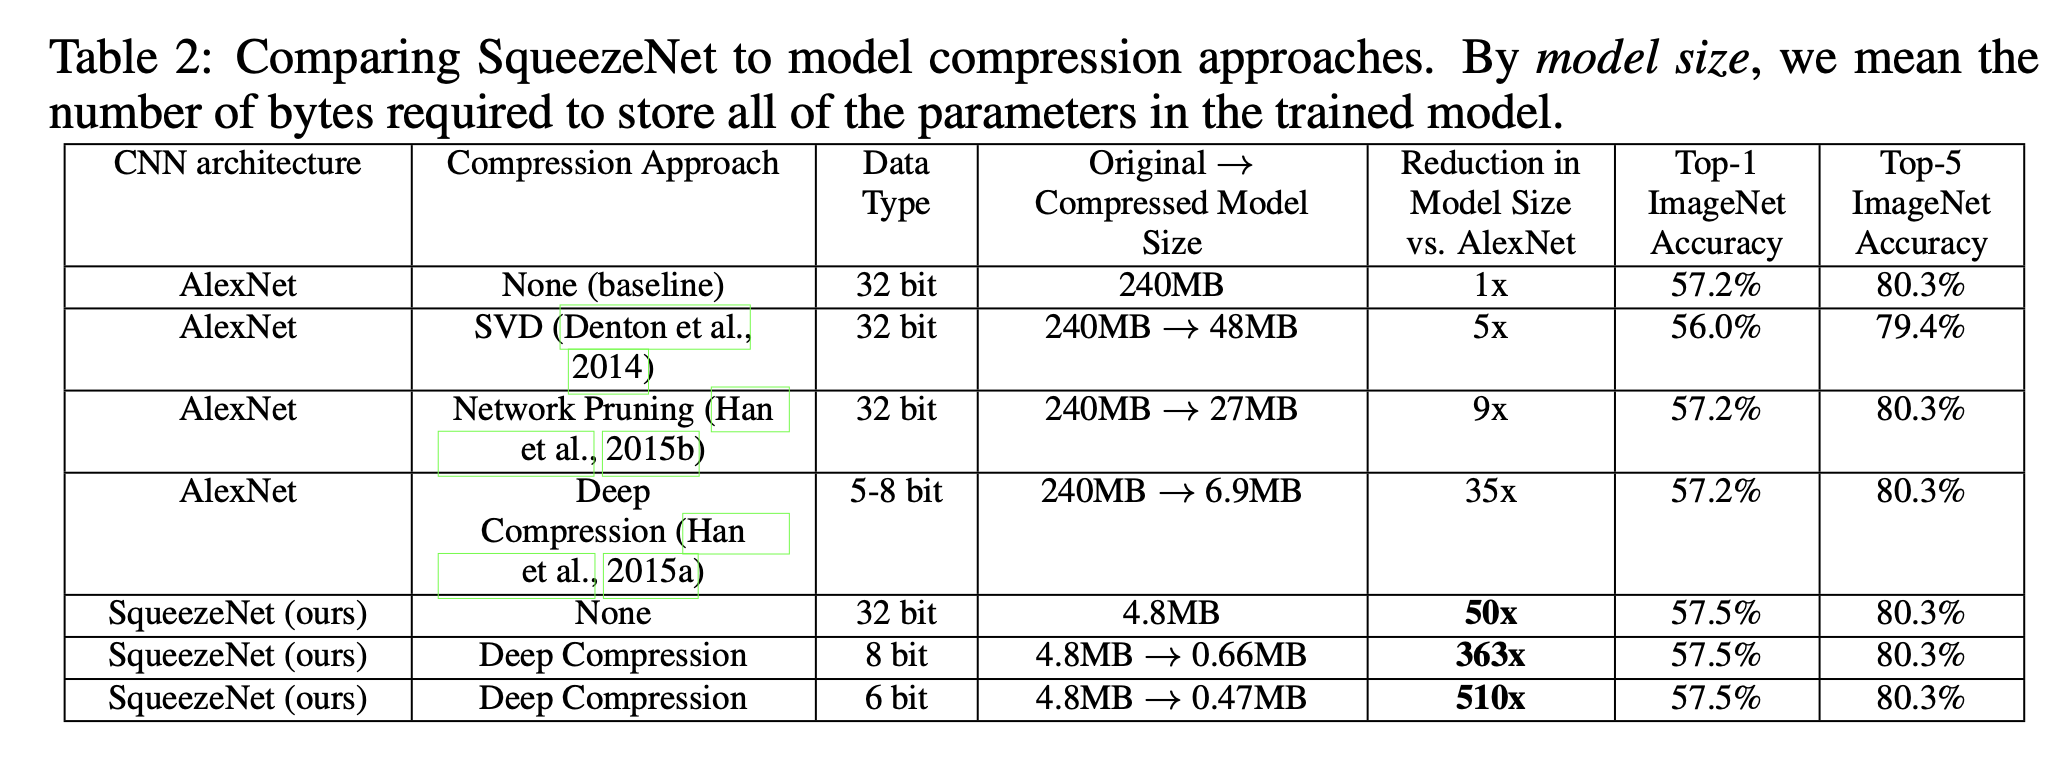 Table 2: Comparing SqueezeNet to model compression approaches. By model size, we mean the
number of bytes required to store all of the parameters in the trained model.
CNN architecture Compression Approach Data Type Original → Compressed Model Size Reduction in Model Size vs. AlexNet Top-1 ImageNet Accuracy Top-5 ImageNet Accuracy
AlexNet None (baseline) 32 bit 240MB 1x 57.2% 80.3%
AlexNet SVD (Denton et al., 2014) 32 bit 240MB → 48MB 5x 56.0% 79.4%
AlexNet Network Pruning (Han et al., 2015b) 32 bit 240MB → 27MB 9x 57.2% 80.3%
AlexNet Deep Compression (Han et al., 2015a) 5-8 bit 240MB → 6.9MB 35x 57.2% 80.3%
SqueezeNet (ours) None 32 bit 4.8MB 50x 57.5% 80.3%
SqueezeNet (ours) Deep Compression 8 bit 4.8MB → 0.66MB 363x 57.5% 80.3%
SqueezeNet (ours) Deep Compression 6 bit 4.8MB → 0.47MB 510x 57.5% 80.3%